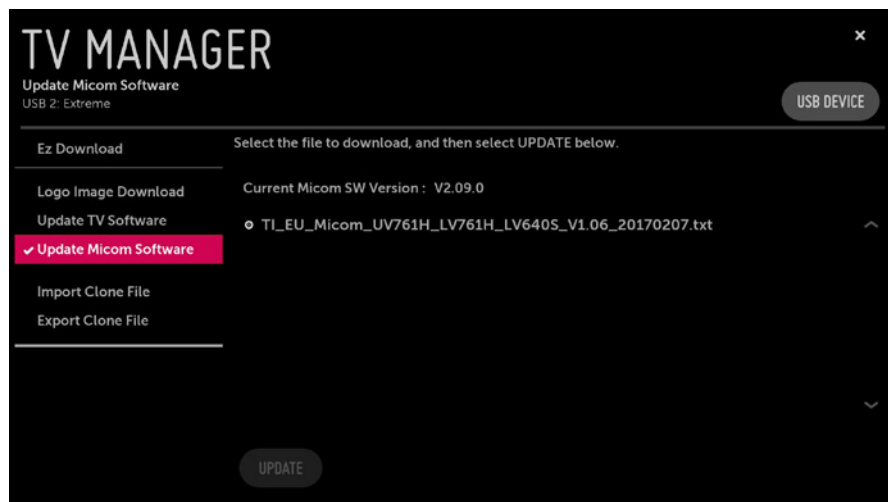 TV MANAGER
Update Micom Software
USB 2: Extreme
USB DEVICE
Ez Download
Logo Image Download
Update TV Software
Update Micom Software
Import Clone File
Export Clone File
Select the file to download, and then select UPDATE below.
Current Micom SW Version : V2.09.0
TI_EU_Micom_UV761H_LV761H_LV640S_V1.06_20170207.txt
UPDATE